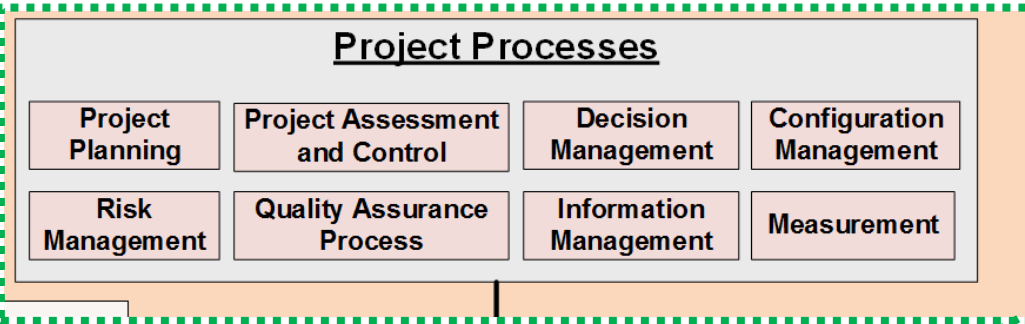 Project Processes
Project
Planning
Project Assessment
and Control
Decision
Management
Configuration
Management
Risk
Management
Quality Assurance
Process
Information
Management
Measurement